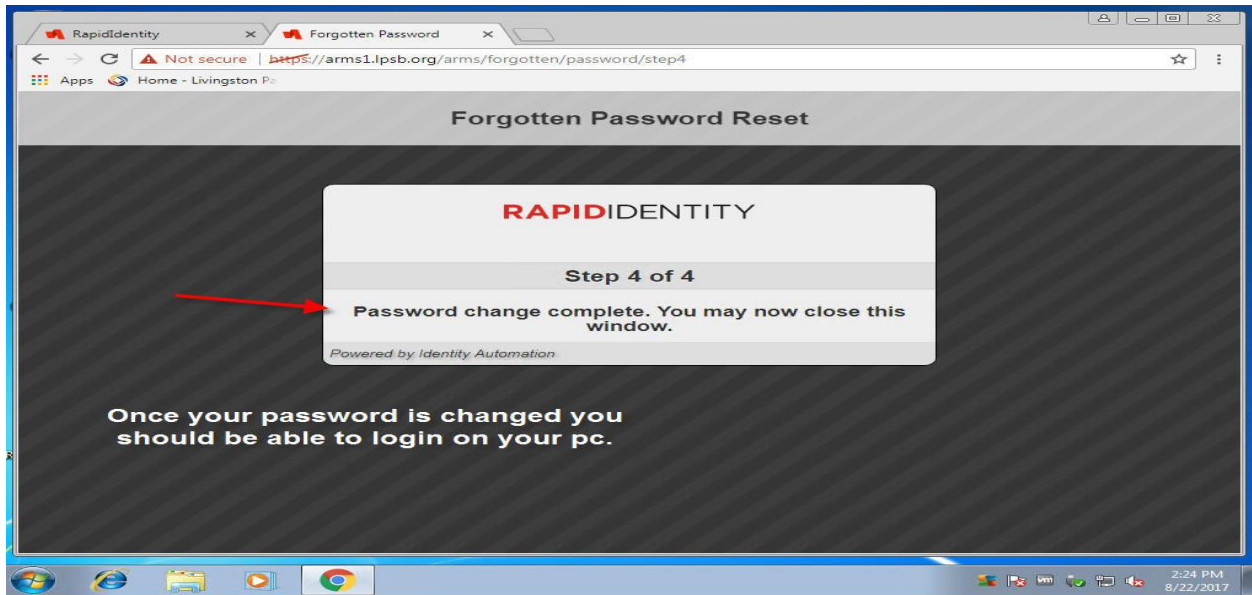 RapidIdentity
Forgotten Password
Not secure | https://arms1.lpsb.org/arms/forgotten/password/step4
Apps Home - Livingston Pa
Forgotten Password Reset
RAPIDIDENTITY
Step 4 of 4
Password change complete. You may now close this
window.
Powered by Identity Automation
Once your password is changed you
should be able to login on your pc.
2:24 PM
8/22/2017